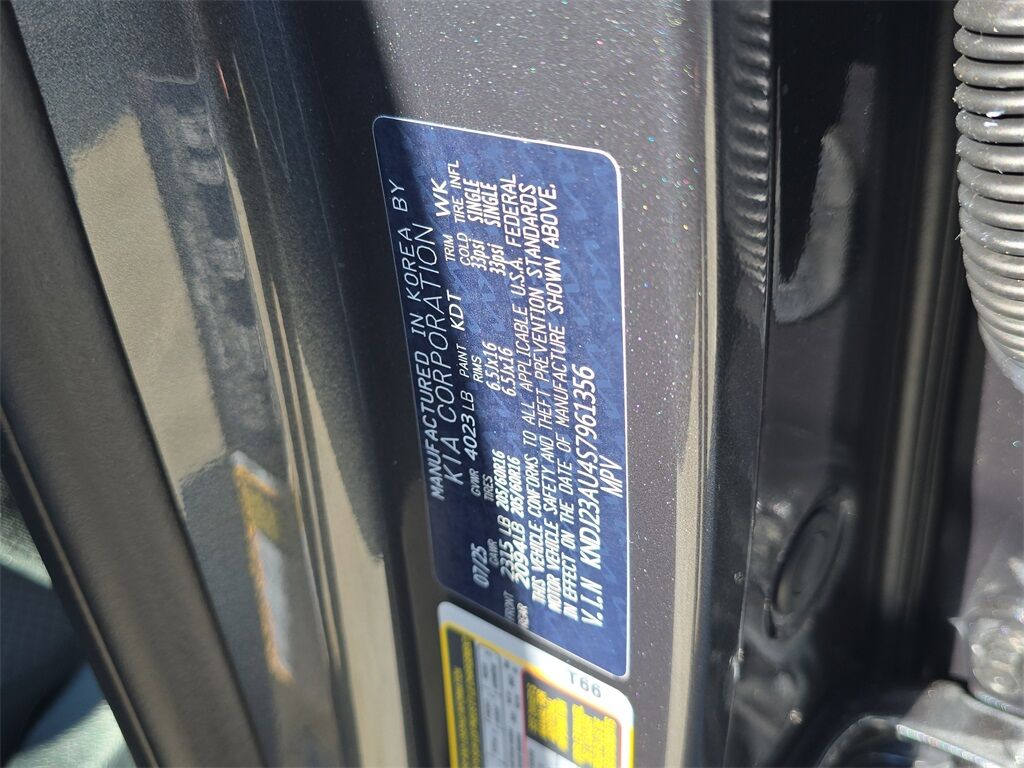 MANUFACTURED IN KOREA BY
KIA CORPORATION
07/25 GVWR 4023 LB PAINT KDT TRIM WK
GAWR TIRES RIMS COLD TIRE INFL
FRONT 2315 LB 205/60R16 6.5Jx16 33psi SINGLE
REAR 2094LB 205/60R16 6.5Jx16 33psi SINGLE
THIS VEHICLE CONFORMS TO ALL APPLICABLE U.S.A. FEDERAL
MOTOR VEHICLE SAFETY AND THEFT PREVENTION STANDARDS
IN EFFECT ON THE DATE OF MANUFACTURE SHOWN ABOVE.
V.I.N KNDJ23AU4S7961356
MPV
T66